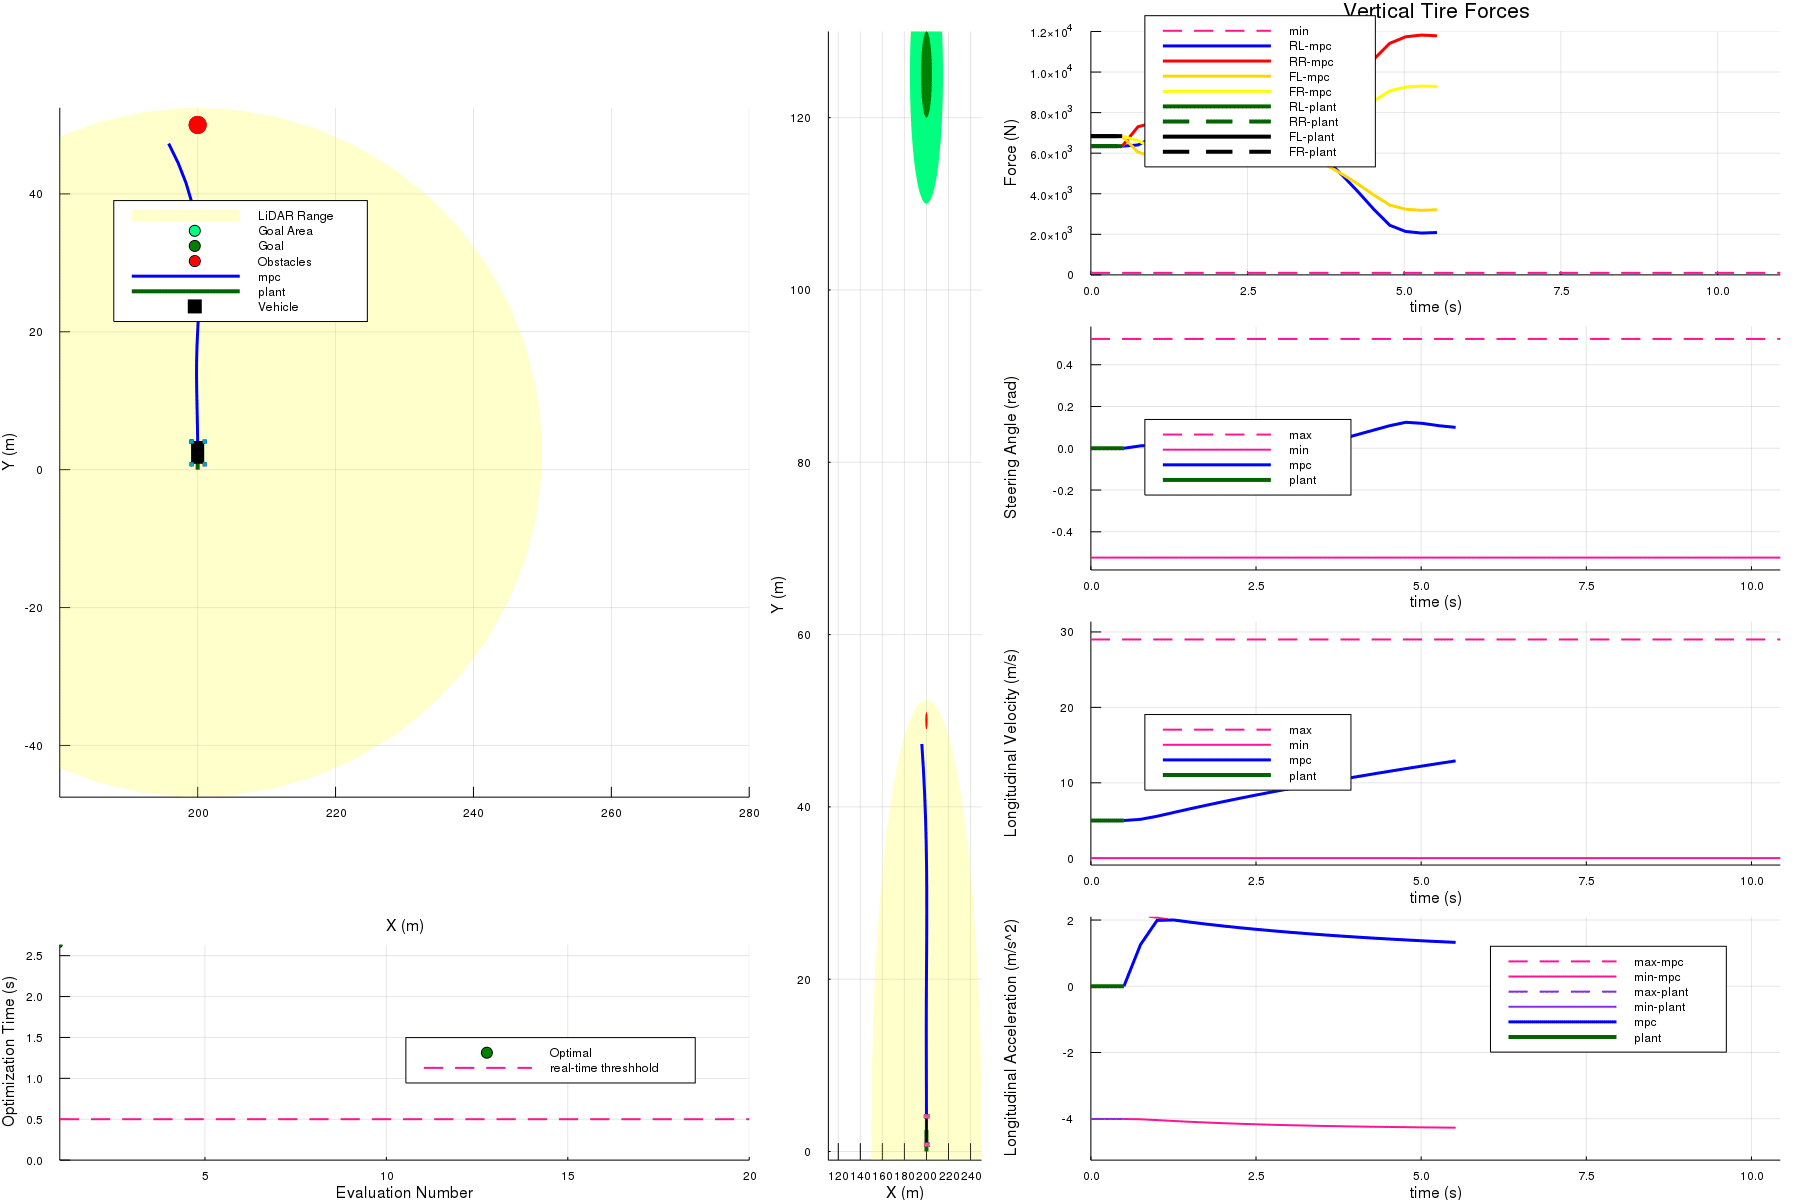 Y (m)
40
20
0
-20
-40
200
220
240
260
280
X (m)
LiDAR Range
Goal Area
Goal
Obstacles
mpc
plant
Vehicle
Optimization Time (s)
2.5
2.0
1.5
1.0
0.5
0.0
5
10
15
20
Evaluation Number
Optimal
real-time threshhold
Y (m)
120
100
80
60
40
20
0
120 140 160 180 200 220 240
X (m)
Vertical Tire Forces
Force (N)
1.2×10^4
1.0×10^4
8.0×10^3
6.0×10^3
4.0×10^3
2.0×10^3
0
0.0
2.5
5.0
7.5
10.0
time (s)
min
RL-mpc
RR-mpc
FL-mpc
FR-mpc
RL-plant
RR-plant
FL-plant
FR-plant
Steering Angle (rad)
0.4
0.2
0.0
-0.2
-0.4
0.0
2.5
5.0
7.5
10.0
time (s)
max
min
mpc
plant
Longitudinal Velocity (m/s)
30
20
10
0
0.0
2.5
5.0
7.5
10.0
time (s)
max
min
mpc
plant
Longitudinal Acceleration (m/s^2)
2
0
-2
-4
0.0
2.5
5.0
7.5
10.0
time (s)
max-mpc
min-mpc
max-plant
min-plant
mpc
plant